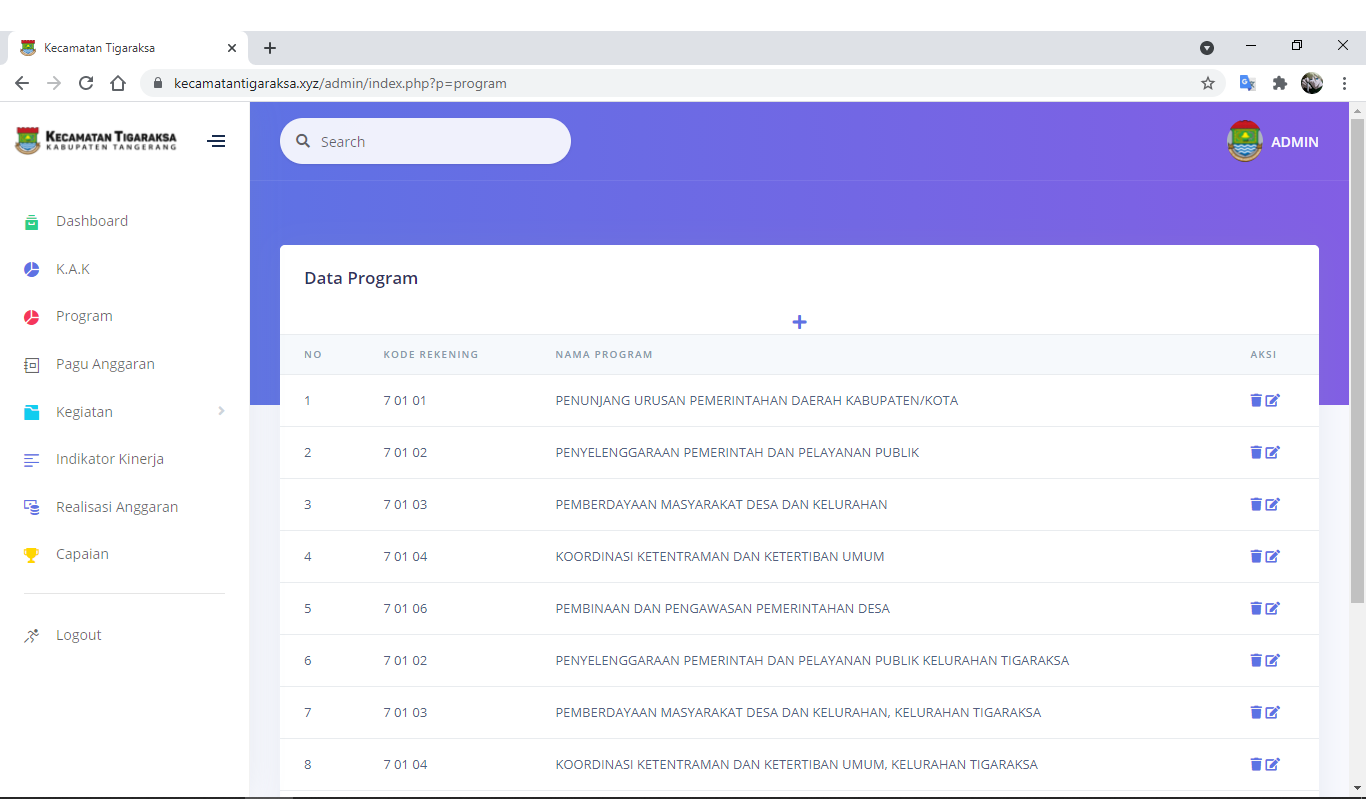 Kecamatan Tigaraksa
kecamatantigaraksa.xyz/admin/index.php?p=program
KECAMATAN TIGARAKSA
KABUPATEN TANGERANG
Search
ADMIN
Dashboard
K.A.K
Program
Pagu Anggaran
Kegiatan
Indikator Kinerja
Realisasi Anggaran
Capaian
Logout
Data Program
NO KODE REKENING NAMA PROGRAM AKSI
1 7 01 01 PENUNJANG URUSAN PEMERINTAHAN DAERAH KABUPATEN/KOTA
2 7 01 02 PENYELENGGARAAN PEMERINTAH DAN PELAYANAN PUBLIK
3 7 01 03 PEMBERDAYAAN MASYARAKAT DESA DAN KELURAHAN
4 7 01 04 KOORDINASI KETENTRAMAN DAN KETERTIBAN UMUM
5 7 01 06 PEMBINAAN DAN PENGAWASAN PEMERINTAHAN DESA
6 7 01 02 PENYELENGGARAAN PEMERINTAH DAN PELAYANAN PUBLIK KELURAHAN TIGARAKSA
7 7 01 03 PEMBERDAYAAN MASYARAKAT DESA DAN KELURAHAN, KELURAHAN TIGARAKSA
8 7 01 04 KOORDINASI KETENTRAMAN DAN KETERTIBAN UMUM, KELURAHAN TIGARAKSA